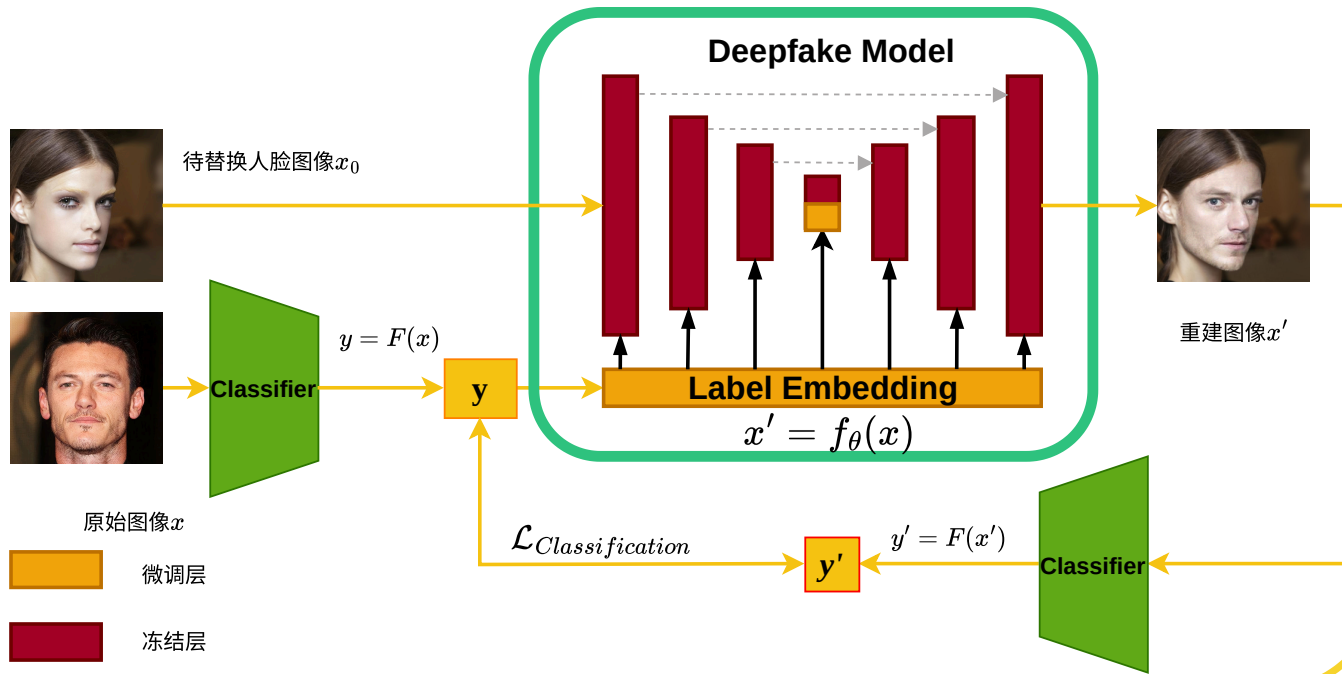 Deepfake Model
待替换人脸图像x₀
y = F(x)
Classifier
y
Label Embedding
x′ = f_θ(x)
重建图像x′
原始图像x
ℒ_Classification
y'
y′ = F(x′)
Classifier
微调层
冻结层